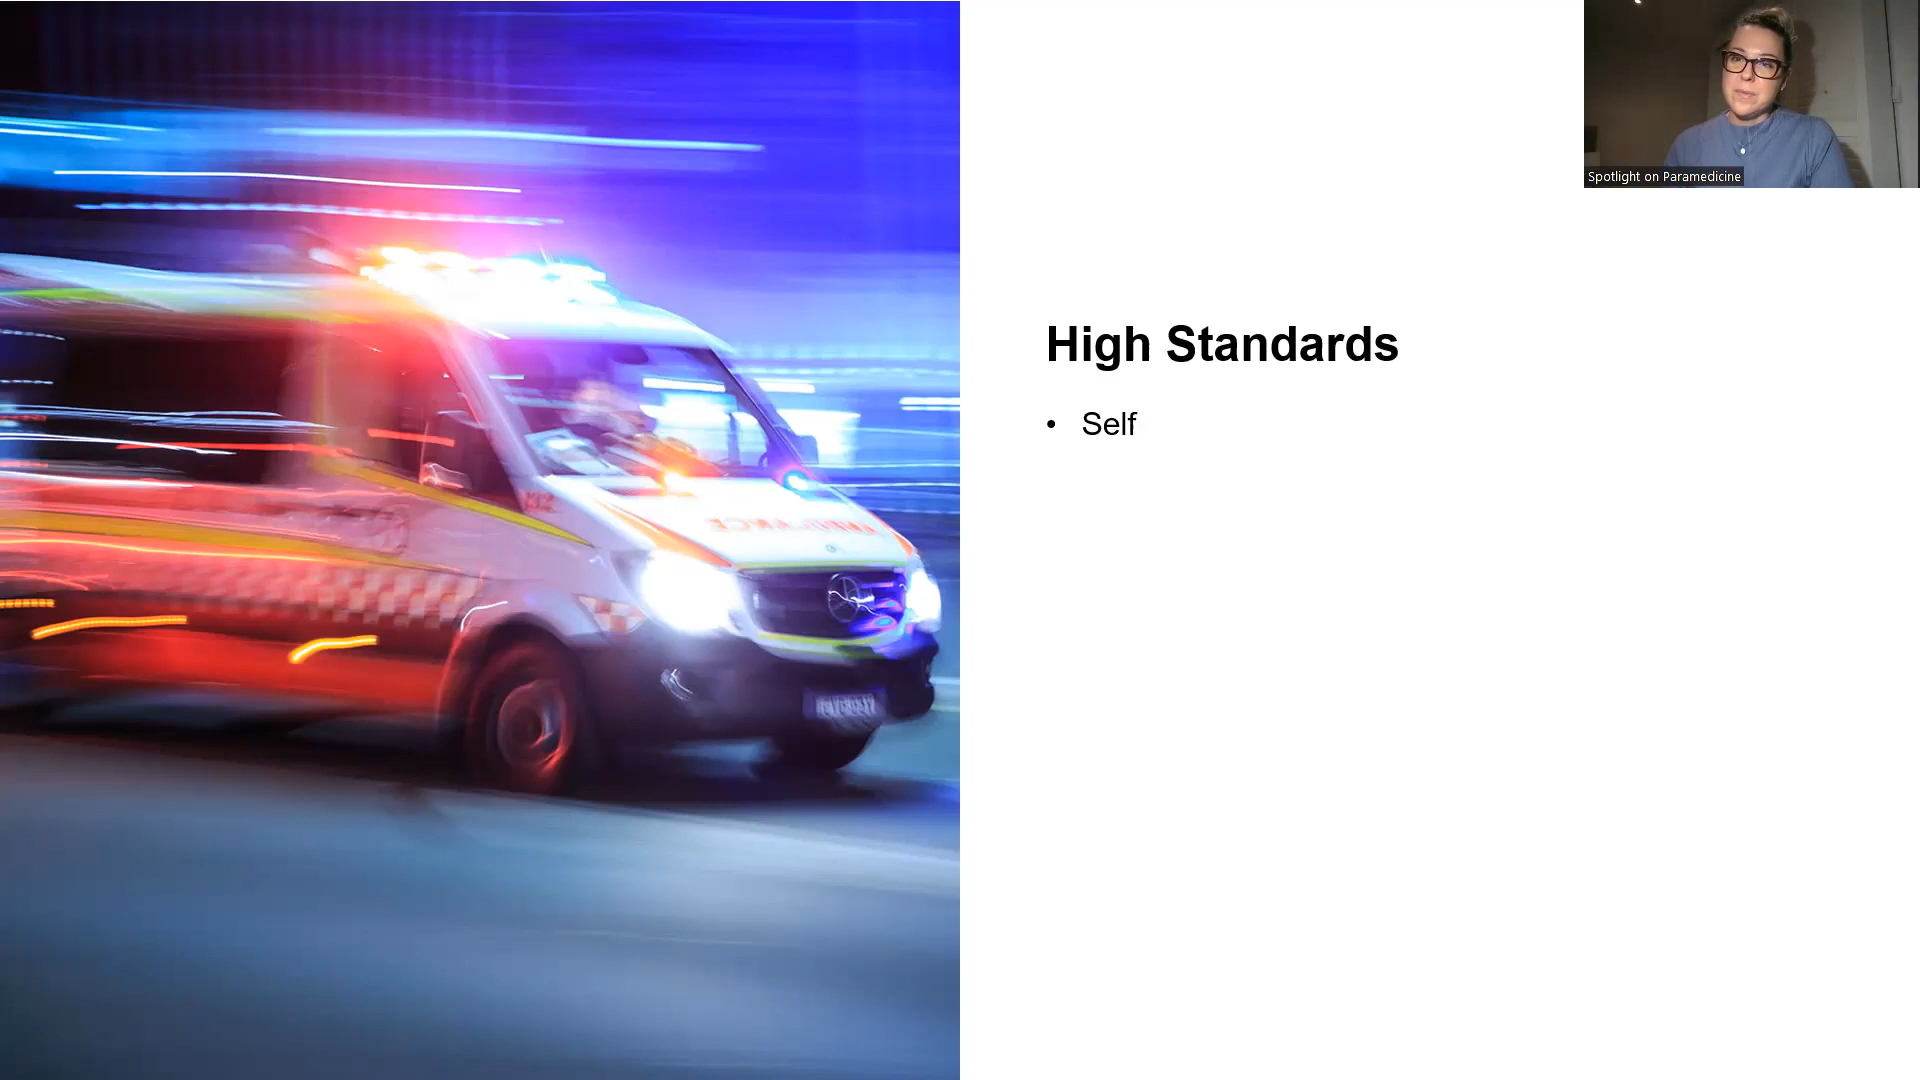 High Standards
• Self
Spotlight on Paramedicine